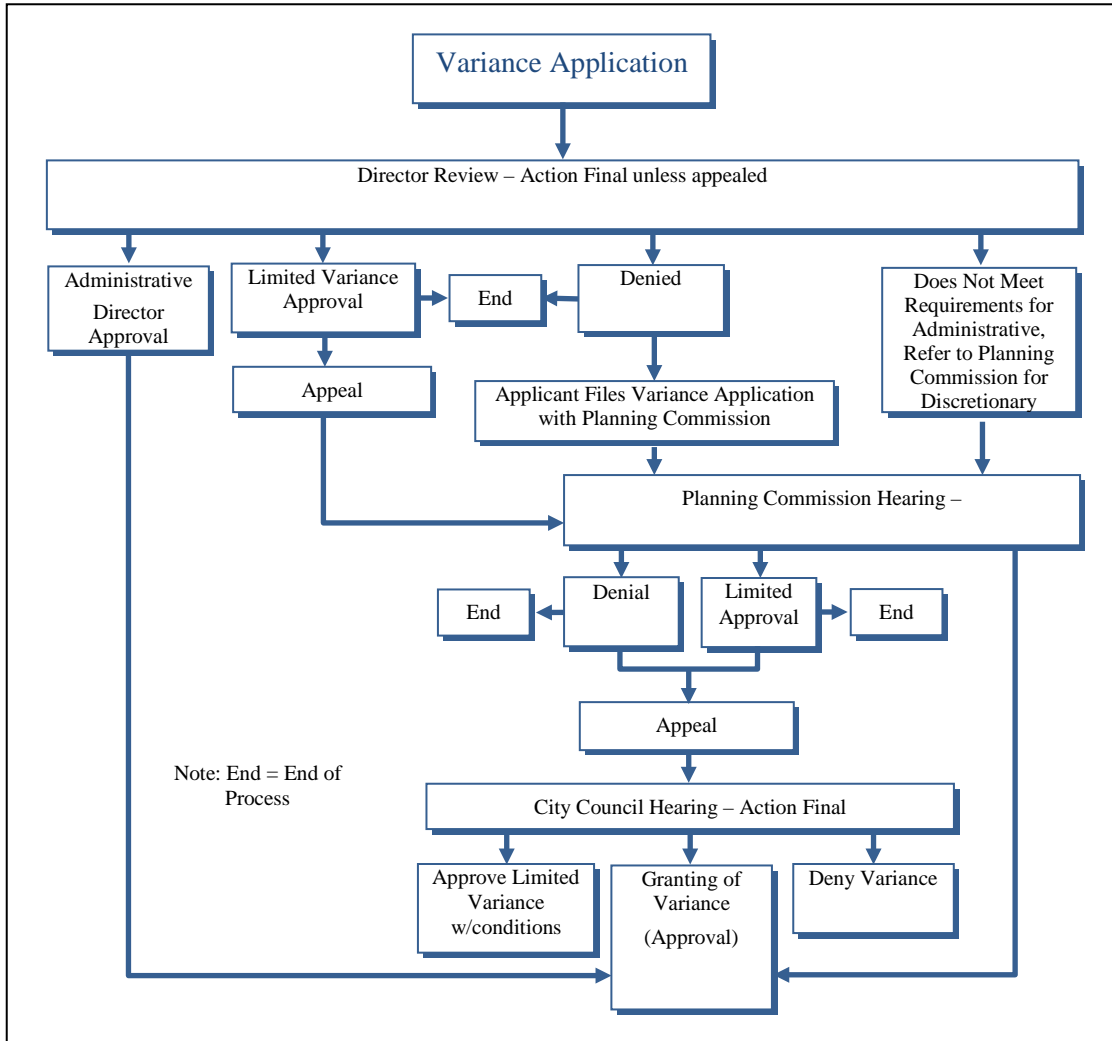 Variance Application
Director Review – Action Final unless appealed
Administrative
Director
Approval
Limited Variance
Approval
End
Denied
Does Not Meet
Requirements for
Administrative,
Refer to Planning
Commission for
Discretionary
Appeal
Applicant Files Variance Application
with Planning Commission
Planning Commission Hearing –
End
Denial
Limited
Approval
End
Appeal
Note: End = End of
Process
City Council Hearing – Action Final
Approve Limited
Variance
w/conditions
Granting of
Variance
(Approval)
Deny Variance